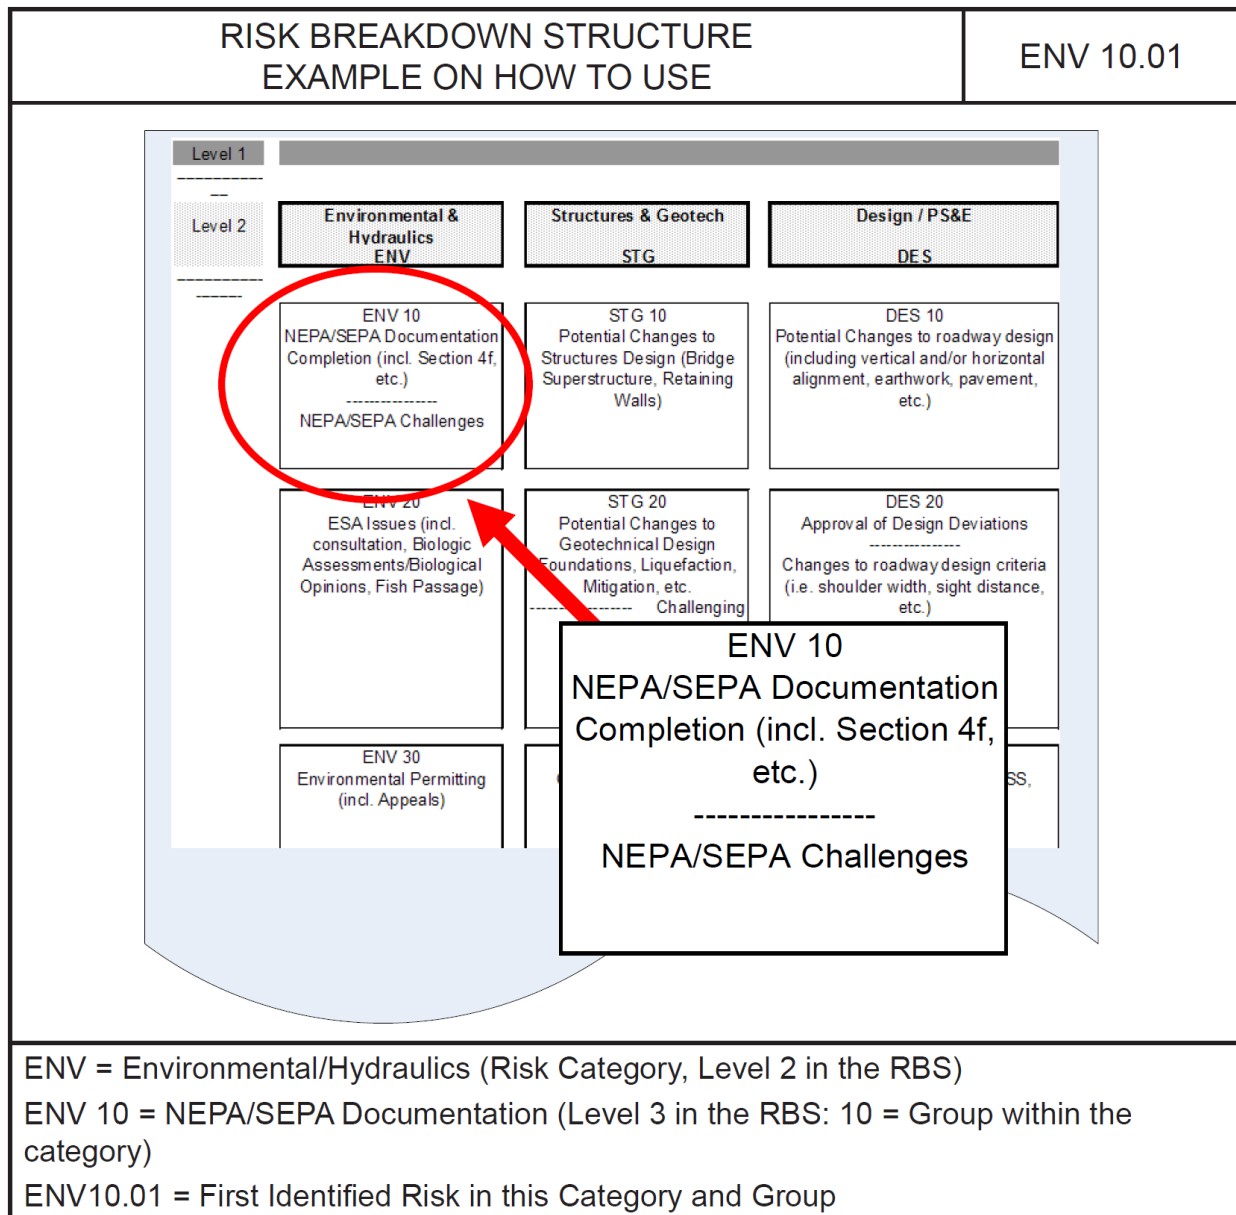 RISK BREAKDOWN STRUCTURE
EXAMPLE ON HOW TO USE
ENV 10.01
Level 1
Level 2
Environmental &
Hydraulics
ENV
Structures & Geotech
STG
Design / PS&E
DES
ENV 10
NEPA/SEPA Documentation
Completion (incl. Section 4f,
etc.)
----------------
NEPA/SEPA Challenges
STG 10
Potential Changes to
Structures Design (Bridge
Superstructure, Retaining
Walls)
DES 10
Potential Changes to roadway design
(including vertical and/or horizontal
alignment, earthwork, pavement,
etc.)
ENV 20
ESA Issues (incl.
consultation, Biologic
Assessments/Biological
Opinions, Fish Passage)
STG 20
Potential Changes to
Geotechnical Design
Foundations, Liquefaction,
Mitigation, etc.
------------------ Challenging
DES 20
Approval of Design Deviations
----------------
Changes to roadway design criteria
(i.e. shoulder width, sight distance,
etc.)
ENV 30
Environmental Permitting
(incl. Appeals)
SS,
ENV 10
NEPA/SEPA Documentation
Completion (incl. Section 4f,
etc.)
----------------
NEPA/SEPA Challenges
ENV = Environmental/Hydraulics (Risk Category, Level 2 in the RBS)
ENV 10 = NEPA/SEPA Documentation (Level 3 in the RBS: 10 = Group within the
category)
ENV10.01 = First Identified Risk in this Category and Group